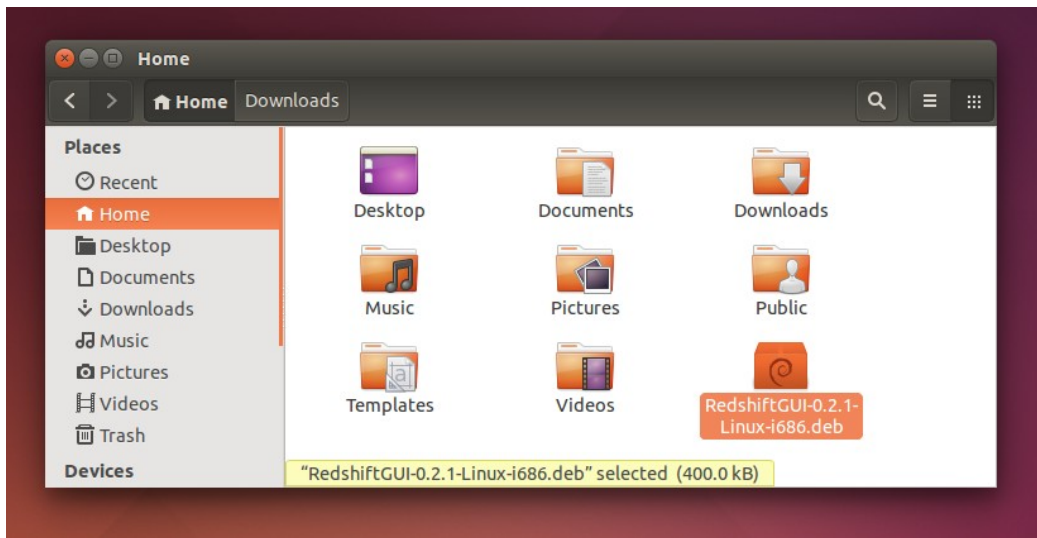 Home
Home Downloads
Places
Recent
Home
Desktop
Documents
Downloads
Music
Pictures
Videos
Trash
Devices
Desktop Documents Downloads
Music Pictures Public
Templates Videos RedshiftGUI-0.2.1-
Linux-i686.deb
“RedshiftGUI-0.2.1-Linux-i686.deb” selected (400.0 kB)